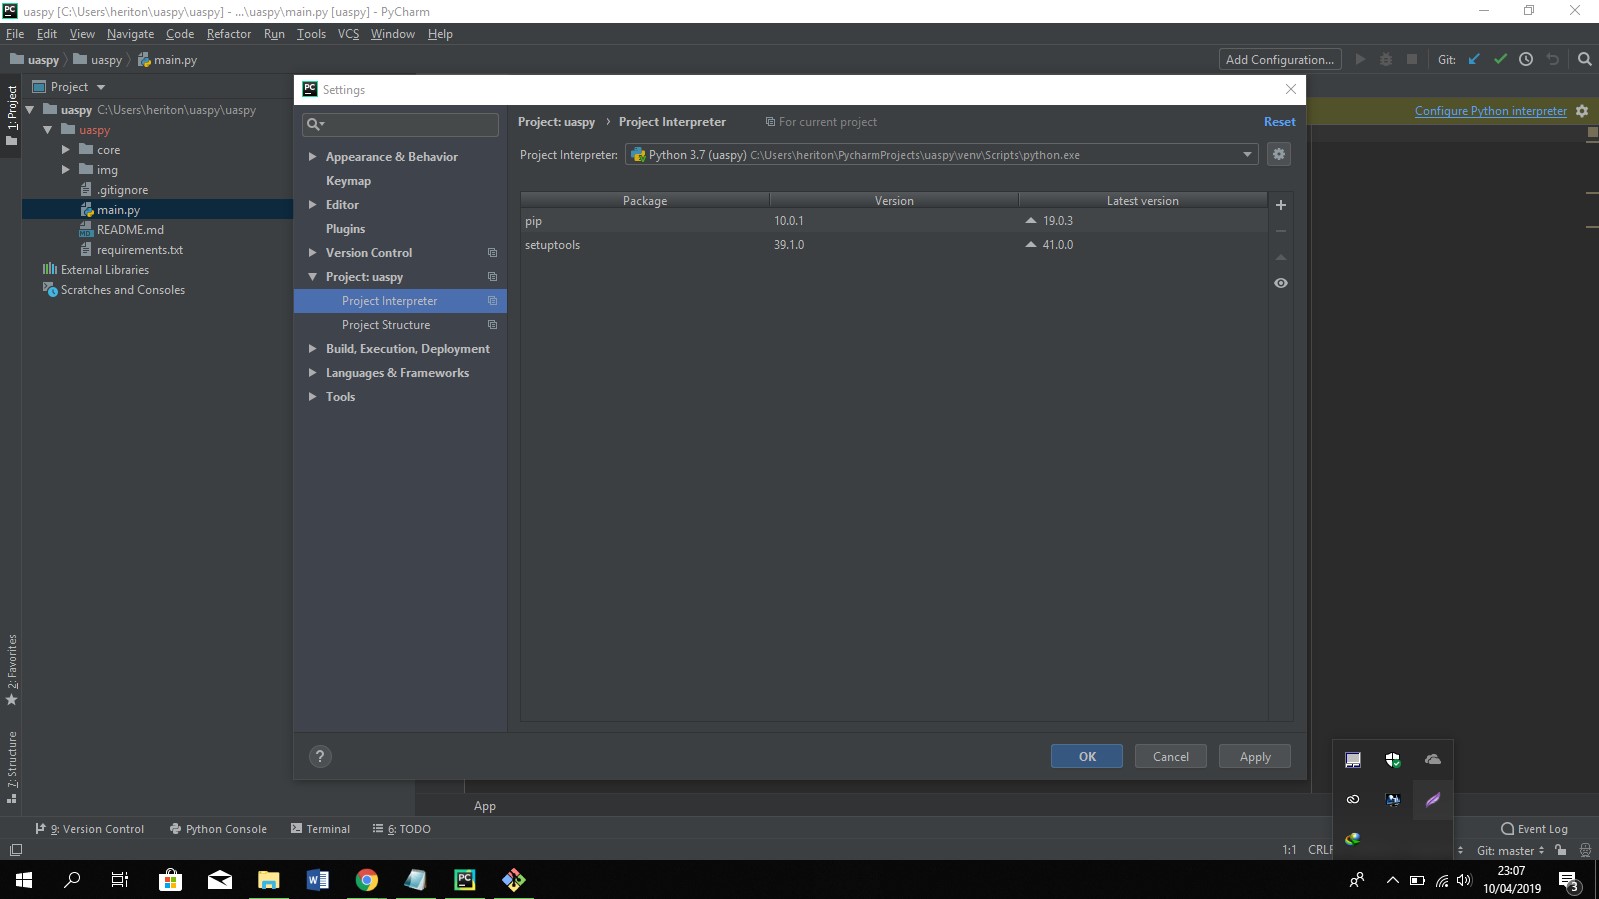 uaspy [C:\Users\heriton\uaspy\uaspy] - ...\uaspy\main.py [uaspy] - PyCharm
File Edit View Navigate Code Refactor Run Tools VCS Window Help
uaspy uaspy main.py
Add Configuration... Git:
1: Project
Project
uaspy C:\Users\heriton\uaspy\uaspy
uaspy
core
img
.gitignore
main.py
README.md
requirements.txt
External Libraries
Scratches and Consoles
Configure Python interpreter
Settings
Appearance & Behavior
Keymap
Editor
Plugins
Version Control
Project: uaspy
Project Interpreter
Project Structure
Build, Execution, Deployment
Languages & Frameworks
Tools
Project: uaspy › Project Interpreter For current project Reset
Project Interpreter: Python 3.7 (uaspy) C:\Users\heriton\PycharmProjects\uaspy\venv\Scripts\python.exe
Package Version Latest version
pip 10.0.1 19.0.3
setuptools 39.1.0 41.0.0
? OK Cancel Apply
2: Favorites
7: Structure
App
9: Version Control Python Console Terminal 6: TODO Event Log
1:1 CRLF Git: master
23:07
10/04/2019
3